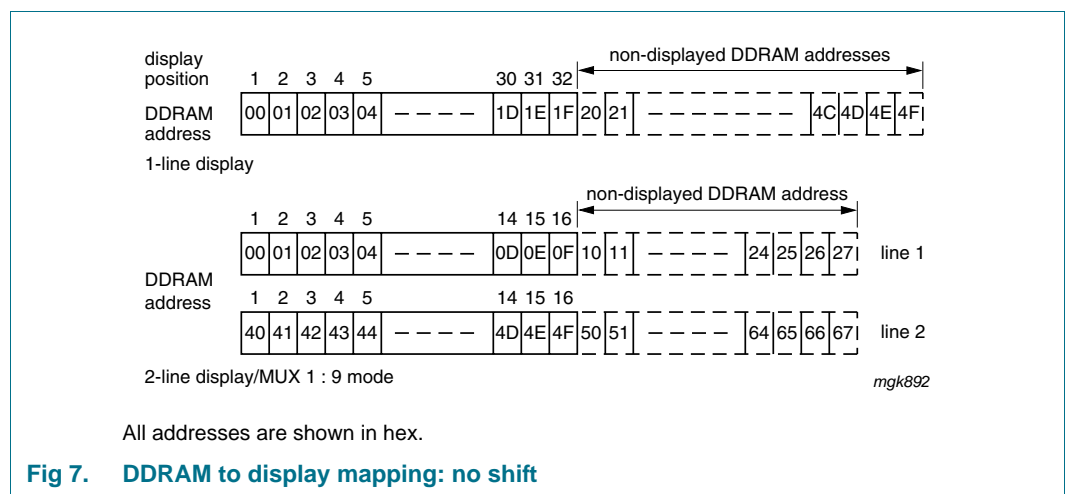 display position 1 2 3 4 5 30 31 32 non-displayed DDRAM addresses
DDRAM address 00 01 02 03 04 1D 1E 1F 20 21 4C 4D 4E 4F
1-line display
non-displayed DDRAM address
1 2 3 4 5 14 15 16
00 01 02 03 04 0D 0E 0F 10 11 24 25 26 27 line 1
DDRAM address
1 2 3 4 5 14 15 16
40 41 42 43 44 4D 4E 4F 50 51 64 65 66 67 line 2
2-line display/MUX 1 : 9 mode
mgk892
All addresses are shown in hex.
Fig 7. DDRAM to display mapping: no shift